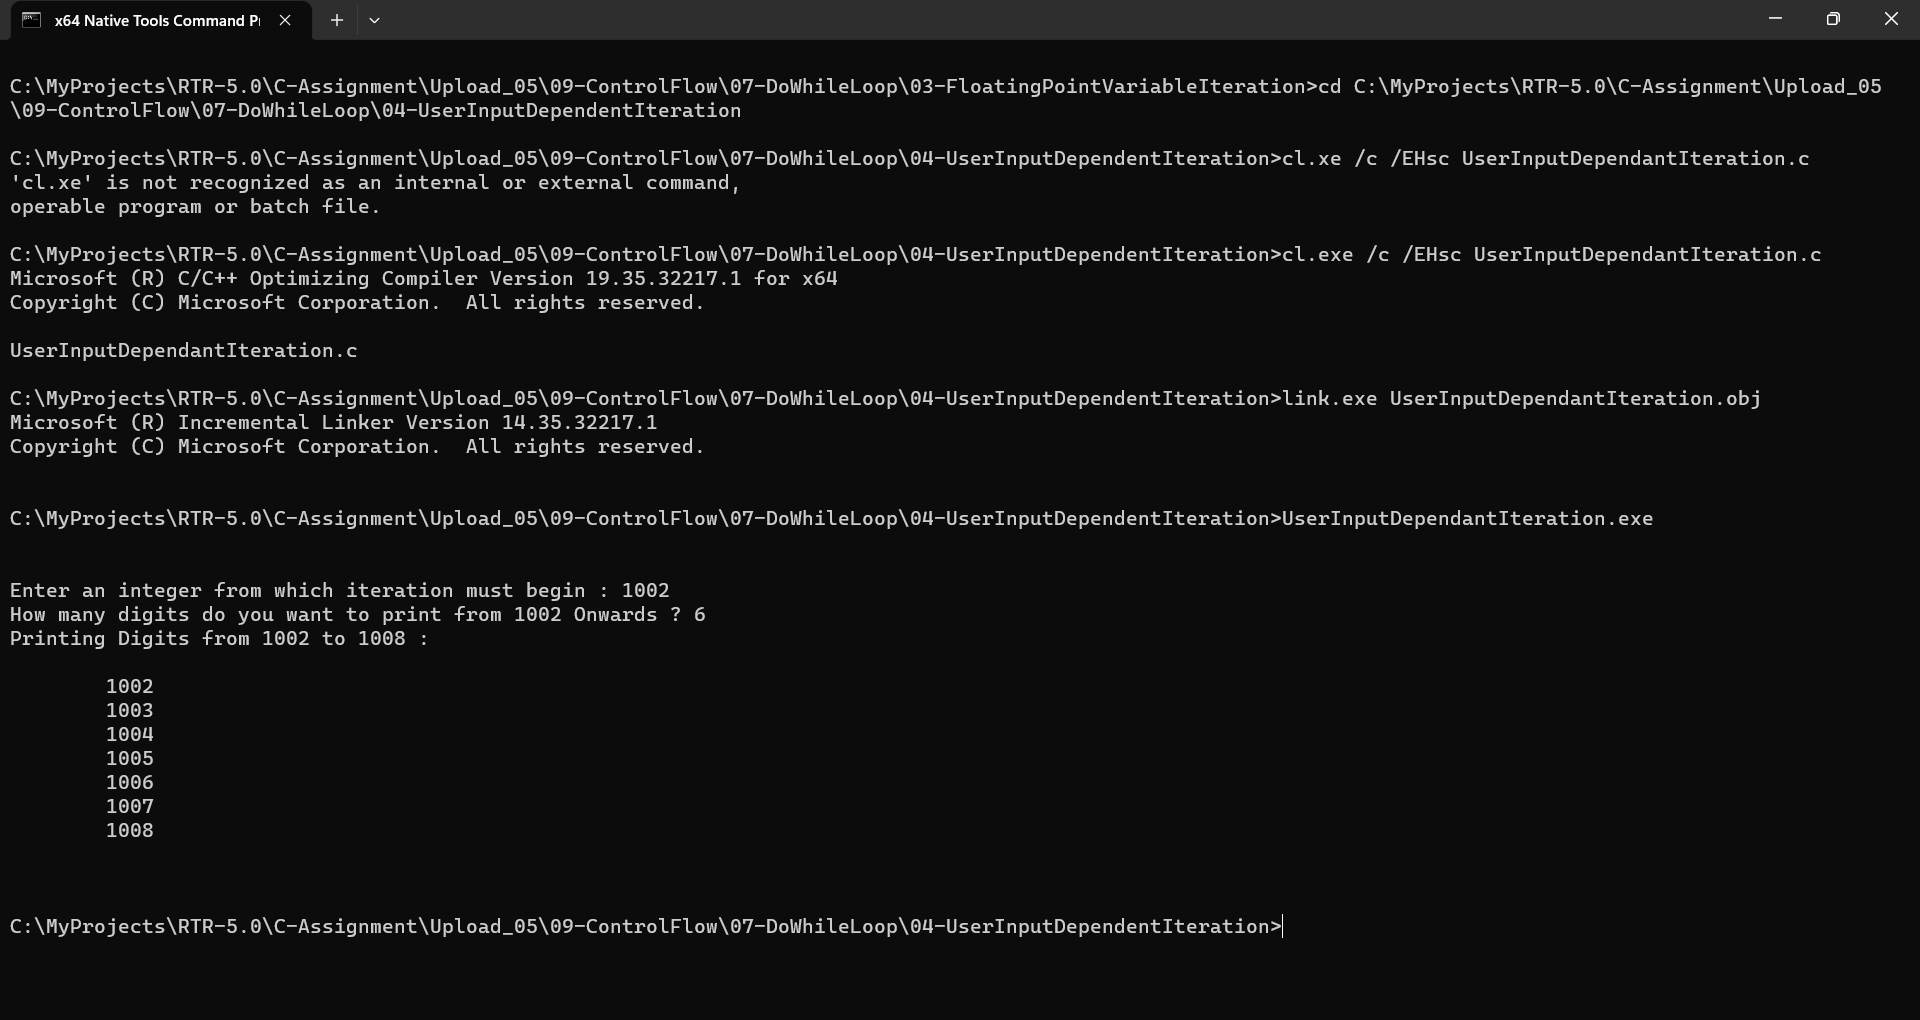 x64 Native Tools Command P
C:\MyProjects\RTR-5.0\C-Assignment\Upload_05\09-ControlFlow\07-DoWhileLoop\03-FloatingPointVariableIteration>cd C:\MyProjects\RTR-5.0\C-Assignment\Upload_05
\09-ControlFlow\07-DoWhileLoop\04-UserInputDependentIteration
C:\MyProjects\RTR-5.0\C-Assignment\Upload_05\09-ControlFlow\07-DoWhileLoop\04-UserInputDependentIteration>cl.xe /c /EHsc UserInputDependantIteration.c
'cl.xe' is not recognized as an internal or external command,
operable program or batch file.
C:\MyProjects\RTR-5.0\C-Assignment\Upload_05\09-ControlFlow\07-DoWhileLoop\04-UserInputDependentIteration>cl.exe /c /EHsc UserInputDependantIteration.c
Microsoft (R) C/C++ Optimizing Compiler Version 19.35.32217.1 for x64
Copyright (C) Microsoft Corporation.  All rights reserved.
UserInputDependantIteration.c
C:\MyProjects\RTR-5.0\C-Assignment\Upload_05\09-ControlFlow\07-DoWhileLoop\04-UserInputDependentIteration>link.exe UserInputDependantIteration.obj
Microsoft (R) Incremental Linker Version 14.35.32217.1
Copyright (C) Microsoft Corporation.  All rights reserved.
C:\MyProjects\RTR-5.0\C-Assignment\Upload_05\09-ControlFlow\07-DoWhileLoop\04-UserInputDependentIteration>UserInputDependantIteration.exe
Enter an integer from which iteration must begin : 1002
How many digits do you want to print from 1002 Onwards ? 6
Printing Digits from 1002 to 1008 :
1002
1003
1004
1005
1006
1007
1008
C:\MyProjects\RTR-5.0\C-Assignment\Upload_05\09-ControlFlow\07-DoWhileLoop\04-UserInputDependentIteration>